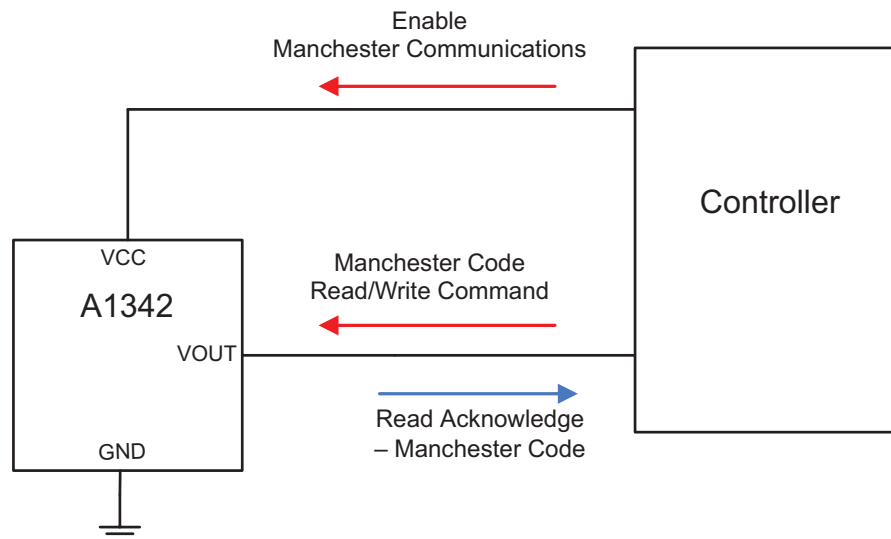 Enable
Manchester Communications
Controller
VCC
A1342
Manchester Code
Read/Write Command
VOUT
Read Acknowledge
– Manchester Code
GND